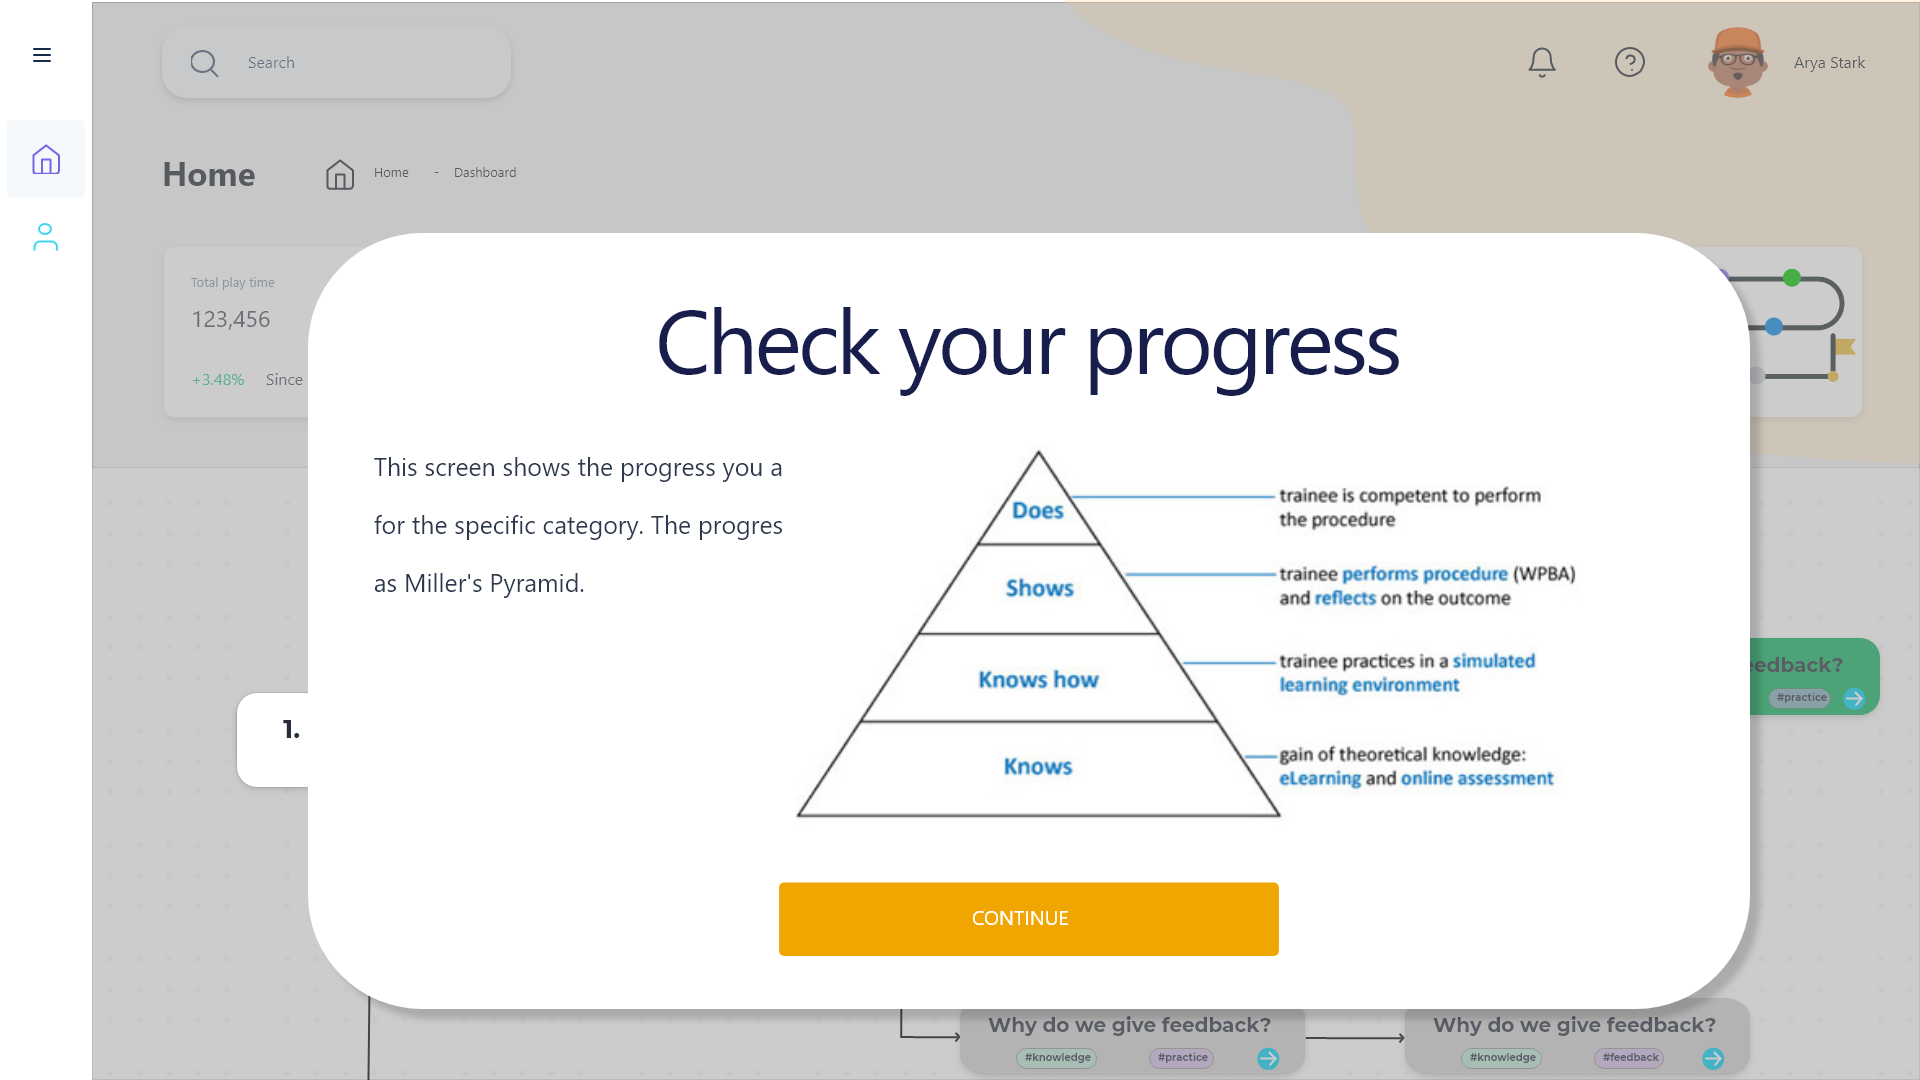 Search
Arya Stark
Home
Home - Dashboard
Total play time
123,456
+3.48% Since
Check your progress
This screen shows the progress you a
for the specific category. The progres
as Miller's Pyramid.
Does
trainee is competent to perform
the procedure
Shows
trainee performs procedure (WPBA)
and reflects on the outcome
Knows how
trainee practices in a simulated
learning environment
Knows
gain of theoretical knowledge:
eLearning and online assessment
CONTINUE
1.
eedback?
#practice
Why do we give feedback?
#knowledge #practice
Why do we give feedback?
#knowledge #feedback